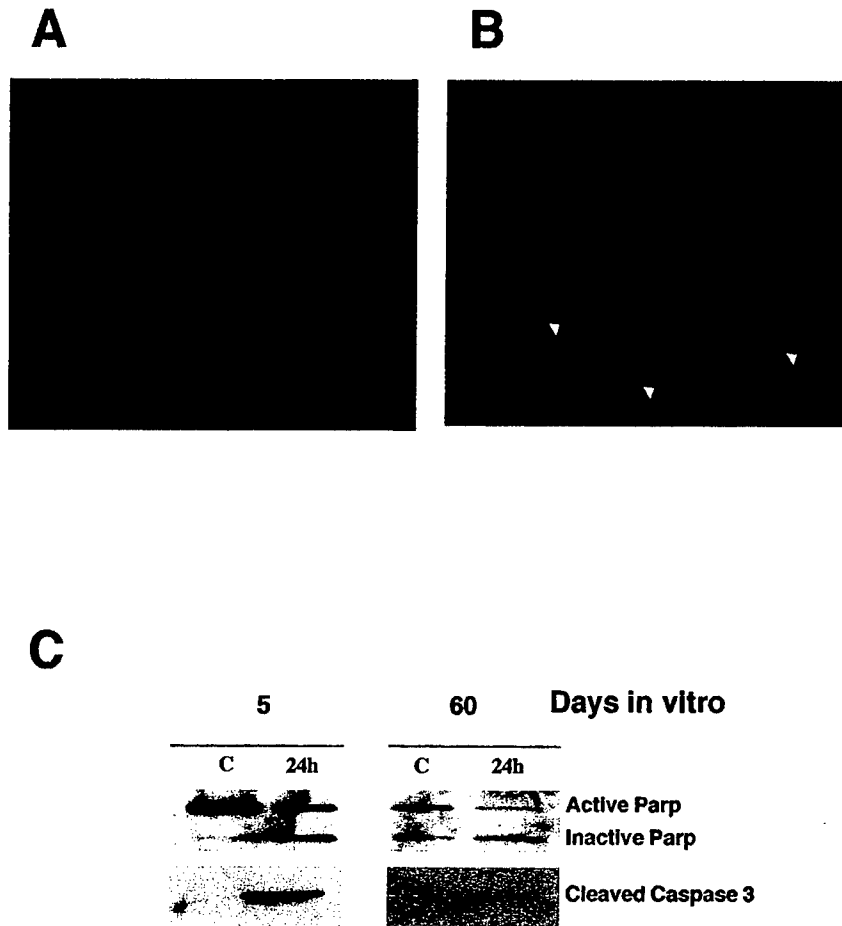 A B
C
5 60 Days in vitro
C 24h C 24h
Active Parp
Inactive Parp
Cleaved Caspase 3